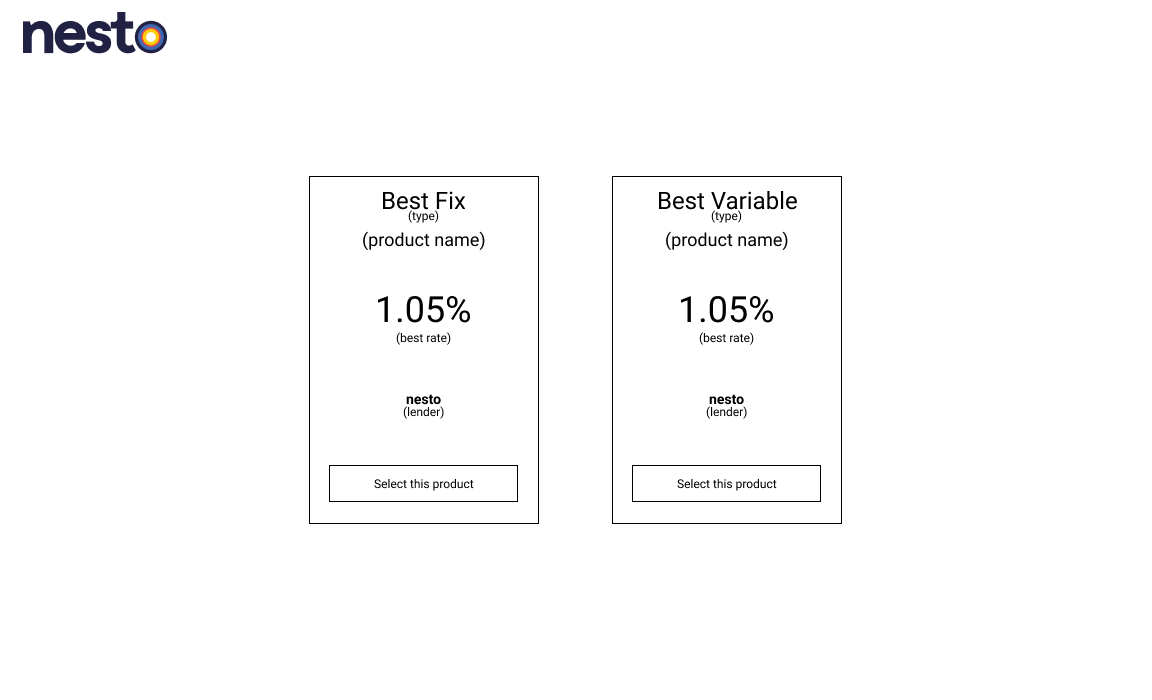 nesto
Best Fix
(type)
(product name)
1.05%
(best rate)
nesto
(lender)
Select this product
Best Variable
(type)
(product name)
1.05%
(best rate)
nesto
(lender)
Select this product